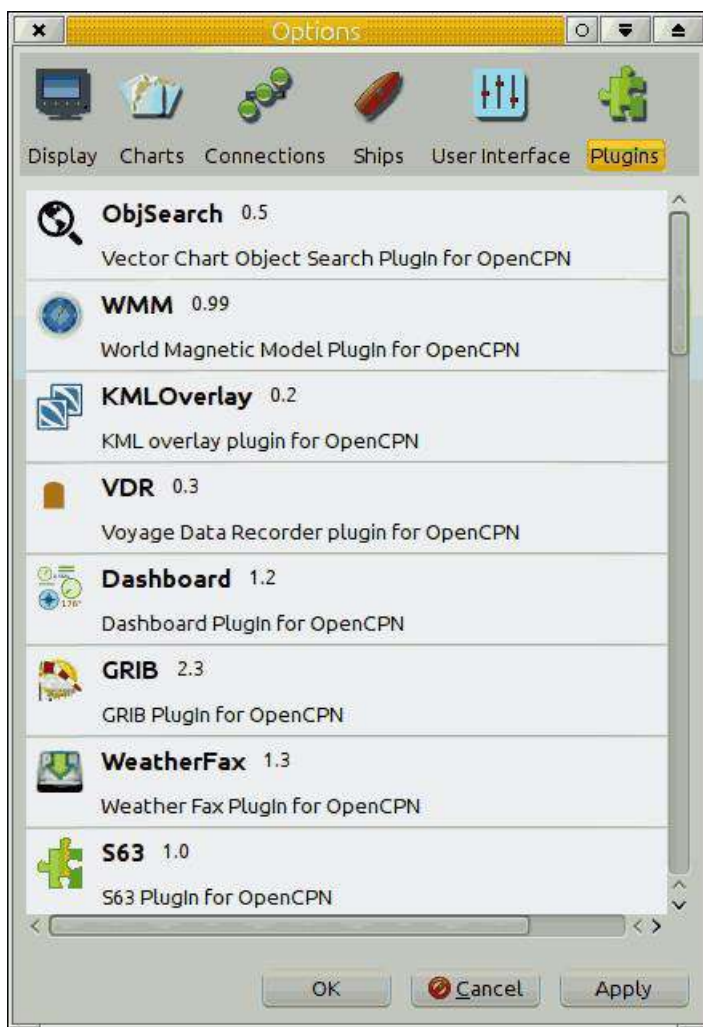 Options
Display Charts Connections Ships User Interface Plugins
ObjSearch 0.5
Vector Chart Object Search PlugIn for OpenCPN
WMM 0.99
World Magnetic Model PlugIn for OpenCPN
KMLOverlay 0.2
KML overlay plugin for OpenCPN
VDR 0.3
Voyage Data Recorder plugin for OpenCPN
Dashboard 1.2
Dashboard PlugIn for OpenCPN
GRIB 2.3
GRIB PlugIn for OpenCPN
WeatherFax 1.3
Weather Fax PlugIn for OpenCPN
S63 1.0
S63 PlugIn for OpenCPN
OK Cancel Apply